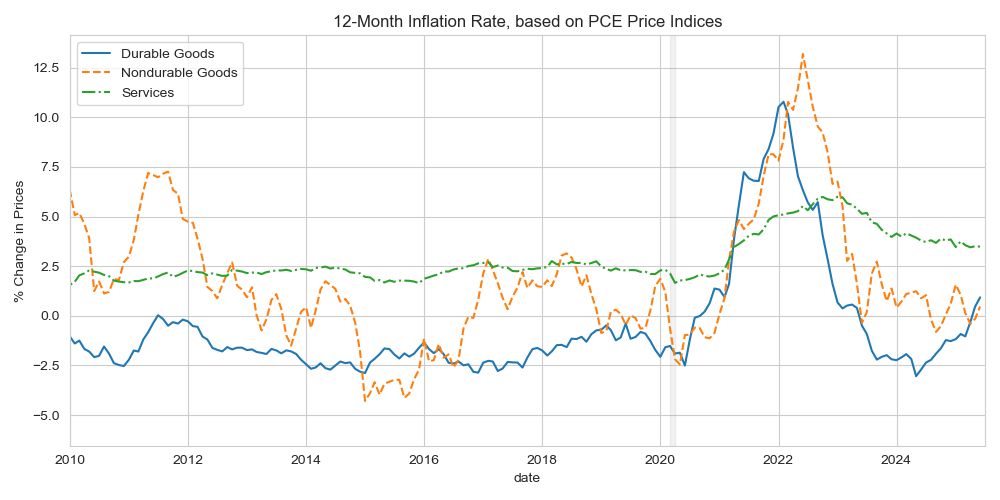 12-Month Inflation Rate, based on PCE Price Indices
Durable Goods
Nondurable Goods
Services
% Change in Prices
12.5
10.0
7.5
5.0
2.5
0.0
−2.5
−5.0
2010 2012 2014 2016 2018 2020 2022 2024
date